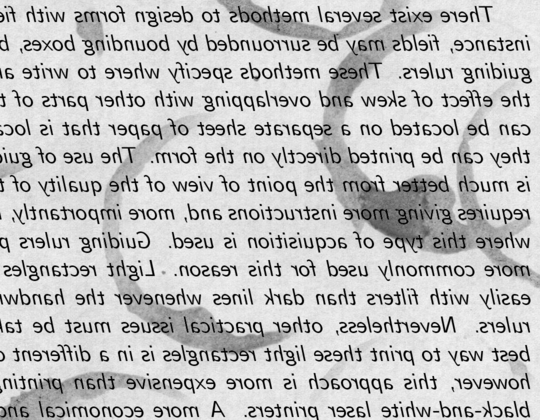 There exist several methods to design forms with fie
instance, fields may be surrounded by bounding boxes, b
guiding rulers. These methods specify where to write a
the effect of skew and overlapping with other parts of t
can be located on a separate sheet of paper that is loca
they can be printed directly on the form. The use of gui
is much better from the point of view of the quality of t
requires giving more instructions and, more importantly,
where this type of acquisition is used. Guiding rulers p
more commonly used for this reason. Light rectangles
easily with filters than dark lines whenever the handw
rulers. Nevertheless, other practical issues must be tak
best way to print these light rectangles is in a different
however, this approach is more expensive than printing
black-and-white laser printers. A more economical and